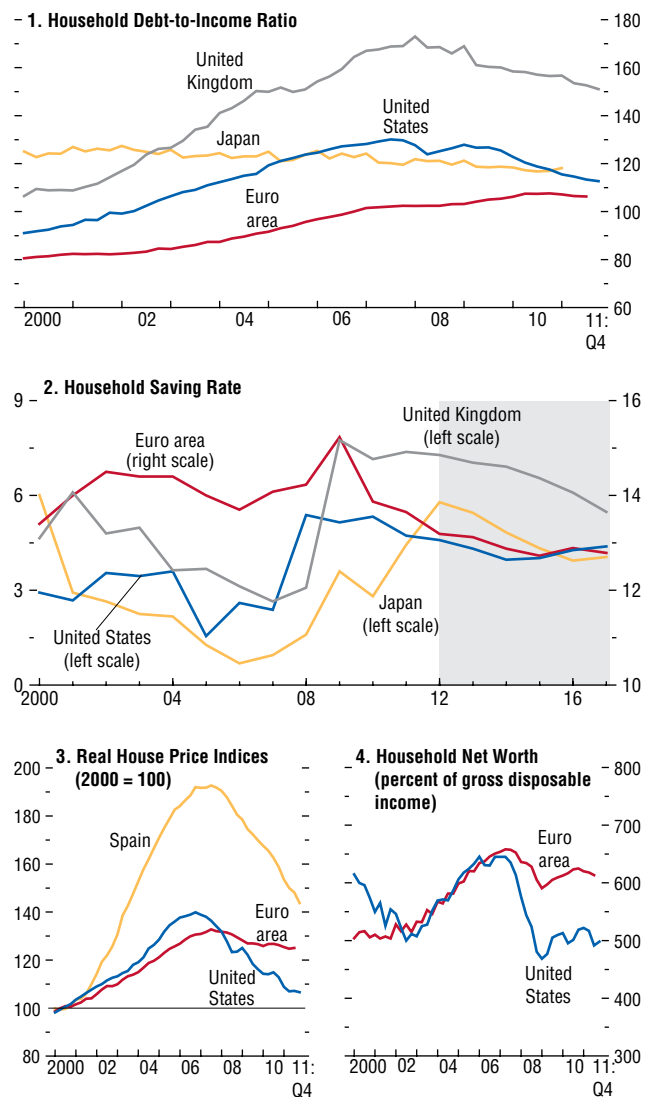 1. Household Debt-to-Income Ratio
180
160
140
120
100
80
60
United
Kingdom
Japan
United
States
Euro
area
2000 02 04 06 08 10 11:
Q4
2. Household Saving Rate
9
6
3
0
16
14
12
10
Euro area
(right scale)
United Kingdom
(left scale)
United States
(left scale)
Japan
(left scale)
2000 04 08 12 16
3. Real House Price Indices
(2000 = 100)
200
180
160
140
120
100
80
Spain
Euro
area
United
States
2000 02 04 06 08 10 11:
Q4
4. Household Net Worth
(percent of gross disposable
income)
800
700
600
500
400
300
Euro
area
United
States
2000 02 04 06 08 10 11:
Q4